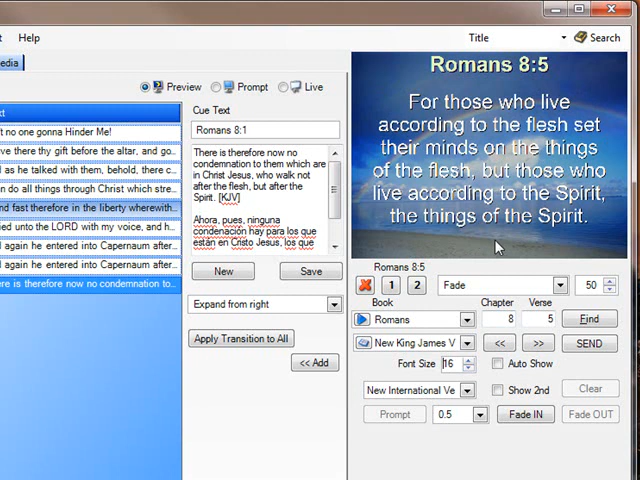 Help
Title
Search
edia
Preview
Prompt
Live
xt
Cue Text
Romans 8:1
't no one gonna Hinder Me!
ve there thy gift before the altar, and go...
d as he talked with them, behold, there c...
n do all things through Christ which stre...
nd fast therefore in the liberty wherewith...
ied unto the LORD with my voice, and h...
d again he entered into Capernaum after...
d again he entered into Capernaum after...
ere is therefore now no condemnation to...
There is therefore now no
condemnation to them which are
in Christ Jesus, who walk not
after the flesh, but after the
Spirit. [KJV]
Ahora, pues, ninguna
condenación hay para los que
están en Cristo Jesús, los que
New
Save
Expand from right
Apply Transition to All
<< Add
Romans 8:5
For those who live
according to the flesh set
their minds on the things
of the flesh, but those who
live according to the Spirit,
the things of the Spirit.
Romans 8:5
1
2
Fade
50
Book
Chapter
Verse
Romans
8
5
Find
New King James V
<<
>>
SEND
Font Size
16
Auto Show
New International Ve
Show 2nd
Clear
Prompt
0.5
Fade IN
Fade OUT